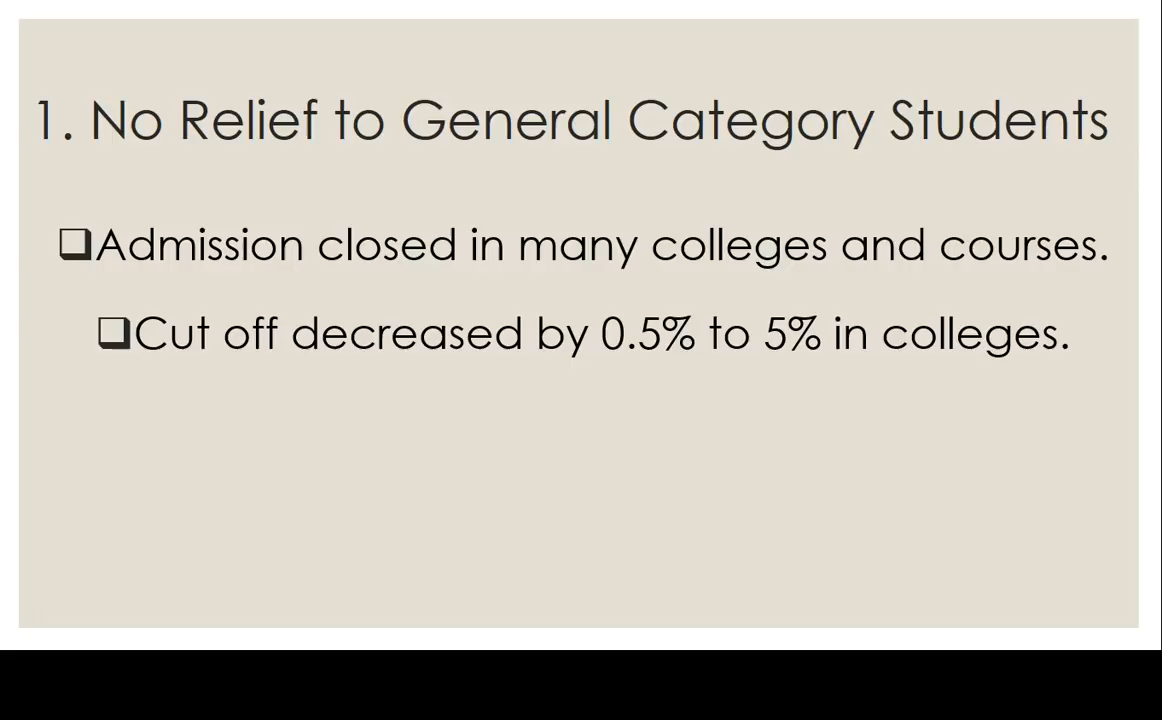 1. No Relief to General Category Students
❑Admission closed in many colleges and courses.
❑Cut off decreased by 0.5% to 5% in colleges.